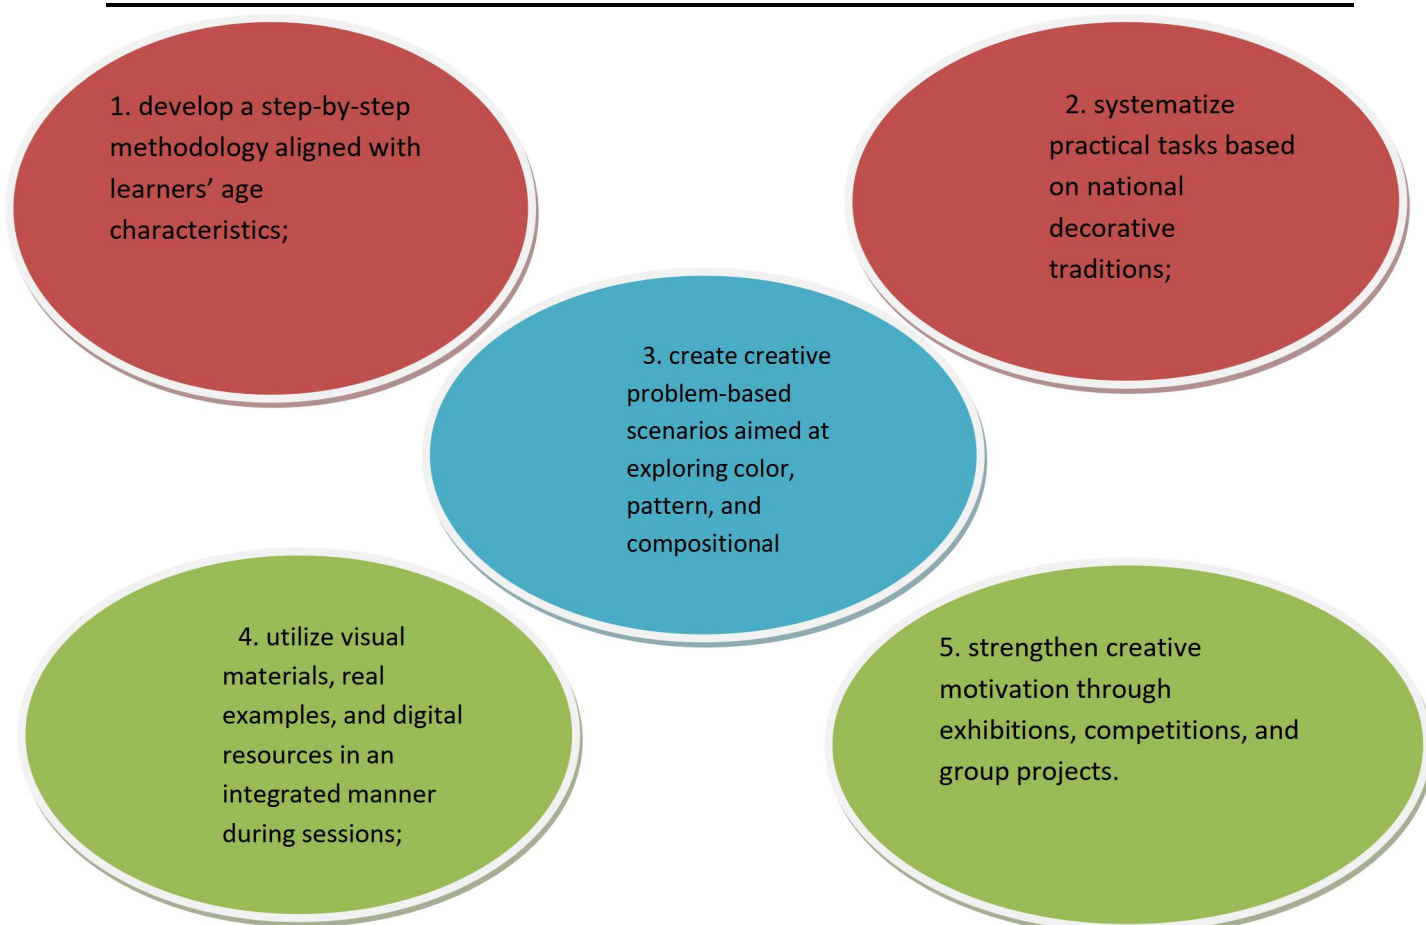 1. develop a step-by-step
methodology aligned with
learners’ age
characteristics;
2. systematize
practical tasks based
on national
decorative
traditions;
3. create creative
problem-based
scenarios aimed at
exploring color,
pattern, and
compositional
4. utilize visual
materials, real
examples, and digital
resources in an
integrated manner
during sessions;
5. strengthen creative
motivation through
exhibitions, competitions, and
group projects.